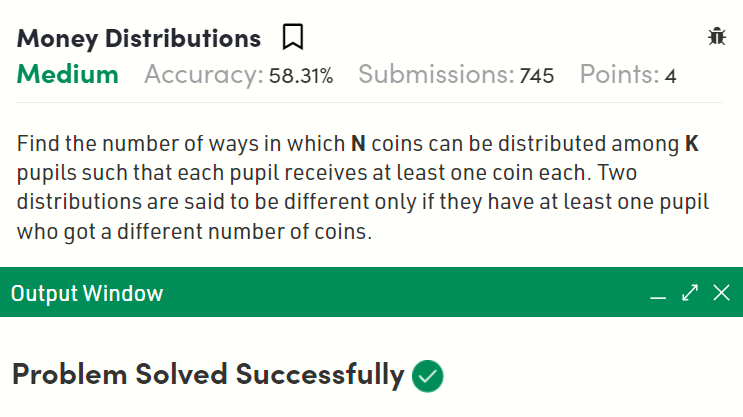 Money Distributions
Medium Accuracy: 58.31% Submissions: 745 Points: 4
Find the number of ways in which N coins can be distributed among K
pupils such that each pupil receives at least one coin each. Two
distributions are said to be different only if they have at least one pupil
who got a different number of coins.
Output Window
Problem Solved Successfully